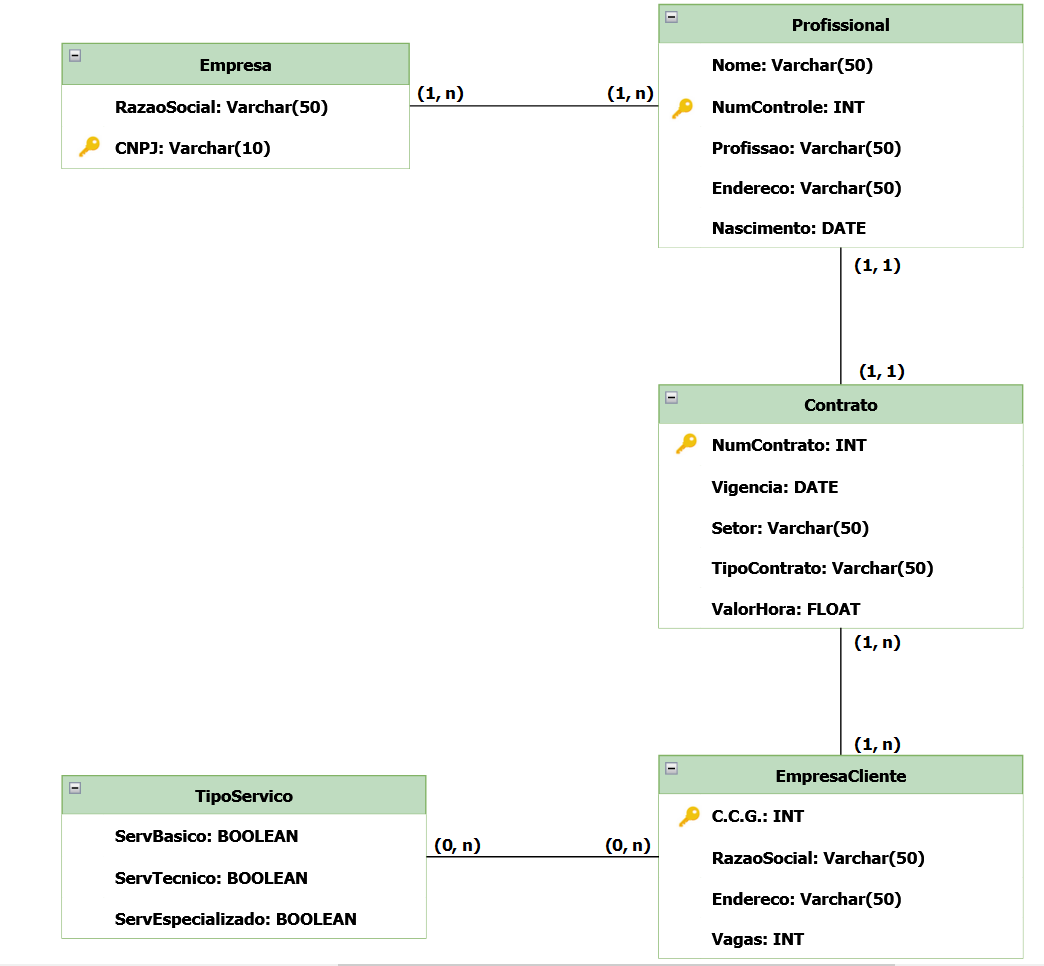 Empresa
RazaoSocial: Varchar(50)
CNPJ: Varchar(10)
(1, n)
(1, n)
Profissional
Nome: Varchar(50)
NumControle: INT
Profissao: Varchar(50)
Endereco: Varchar(50)
Nascimento: DATE
(1, 1)
(1, 1)
Contrato
NumContrato: INT
Vigencia: DATE
Setor: Varchar(50)
TipoContrato: Varchar(50)
ValorHora: FLOAT
(1, n)
(1, n)
TipoServico
ServBasico: BOOLEAN
ServTecnico: BOOLEAN
ServEspecializado: BOOLEAN
(0, n)
(0, n)
EmpresaCliente
C.C.G.: INT
RazaoSocial: Varchar(50)
Endereco: Varchar(50)
Vagas: INT